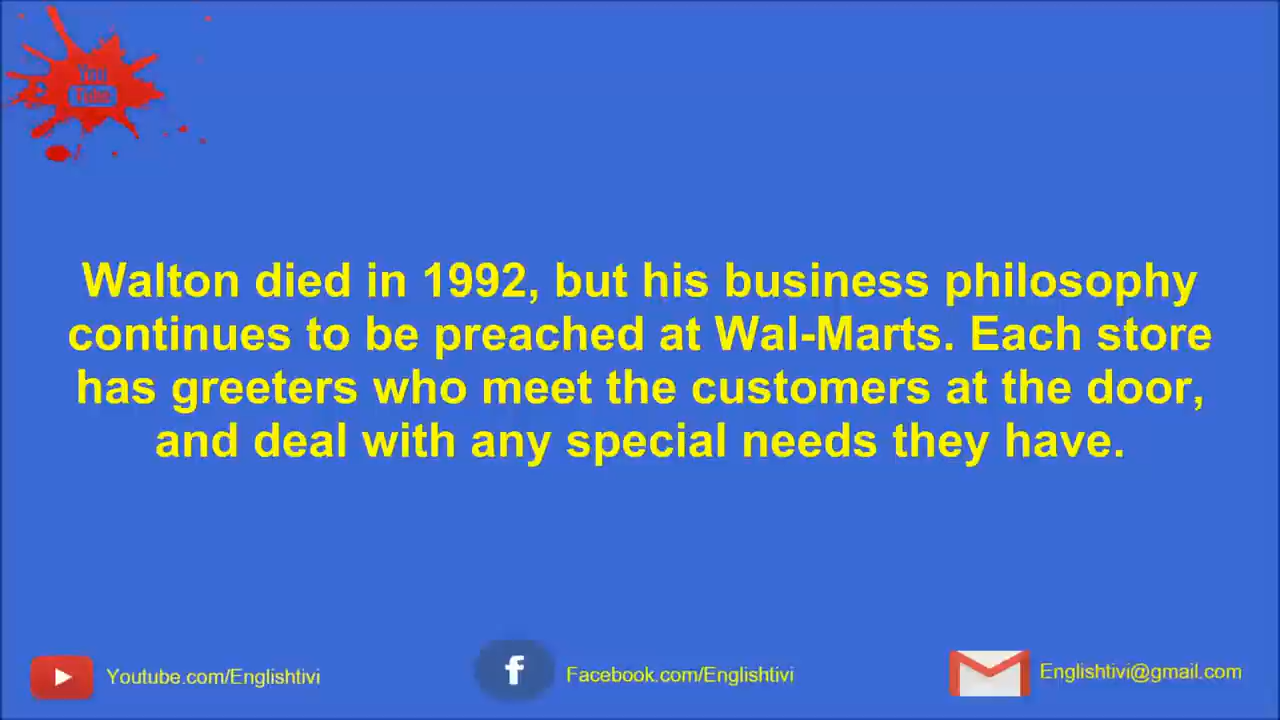 You
Tube
Walton died in 1992, but his business philosophy
continues to be preached at Wal-Marts. Each store
has greeters who meet the customers at the door,
and deal with any special needs they have.
Youtube.com/Englishtivi
f
Facebook.com/Englishtivi
Englishtivi@gmail.com